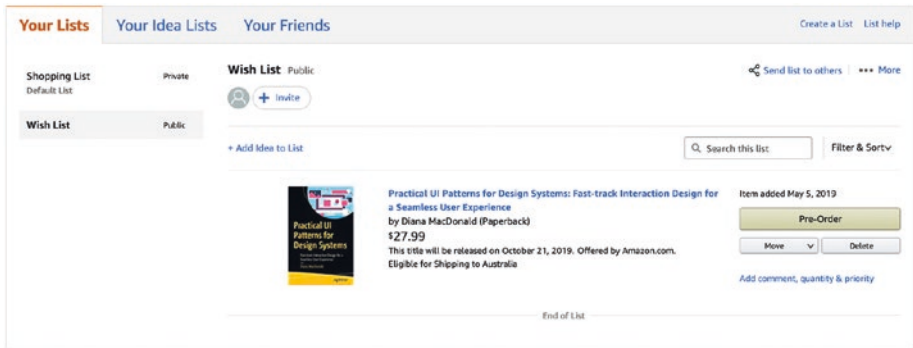 Your Lists Your Idea Lists Your Friends Create a List List help
Shopping List Private
Default List
Wish List Public
Wish List Public Send list to others More
+ Invite
+ Add Idea to List Search this list Filter & Sort
Practical UI Patterns for Design Systems: Fast-track Interaction Design for
a Seamless User Experience
by Diana MacDonald (Paperback)
$27.99
This title will be released on October 21, 2019. Offered by Amazon.com.
Eligible for Shipping to Australia
Practical UI
Patterns for
Design Systems
Item added May 5, 2019
Pre-Order
Move Delete
Add comment, quantity & priority
End of List